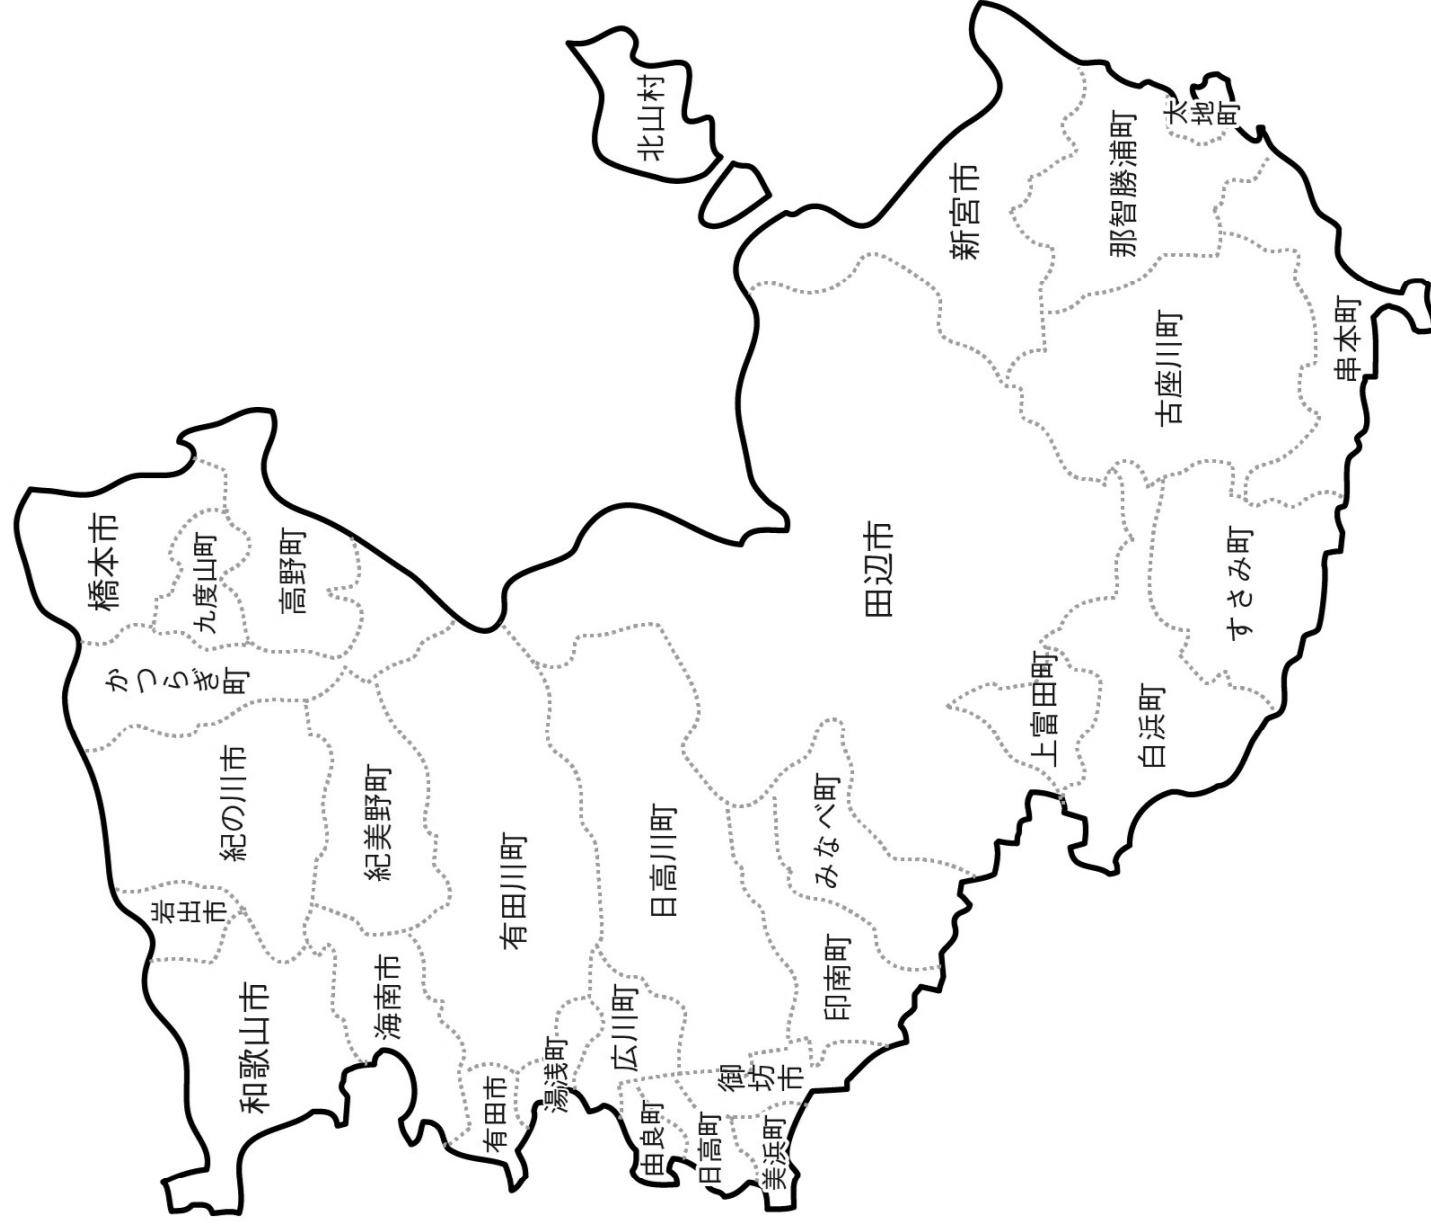 橋本市
九度山町
高野町
かつらぎ町
紀の川市
岩出市
和歌山市
紀美野町
海南市
有田川町
有田市
湯浅町
広川町
由良町
日高川町
日高町
美浜町
御坊市
印南町
みなべ町
田辺市
上富田町
白浜町
すさみ町
古座川町
串本町
那智勝浦町
太地町
新宮市
北山村